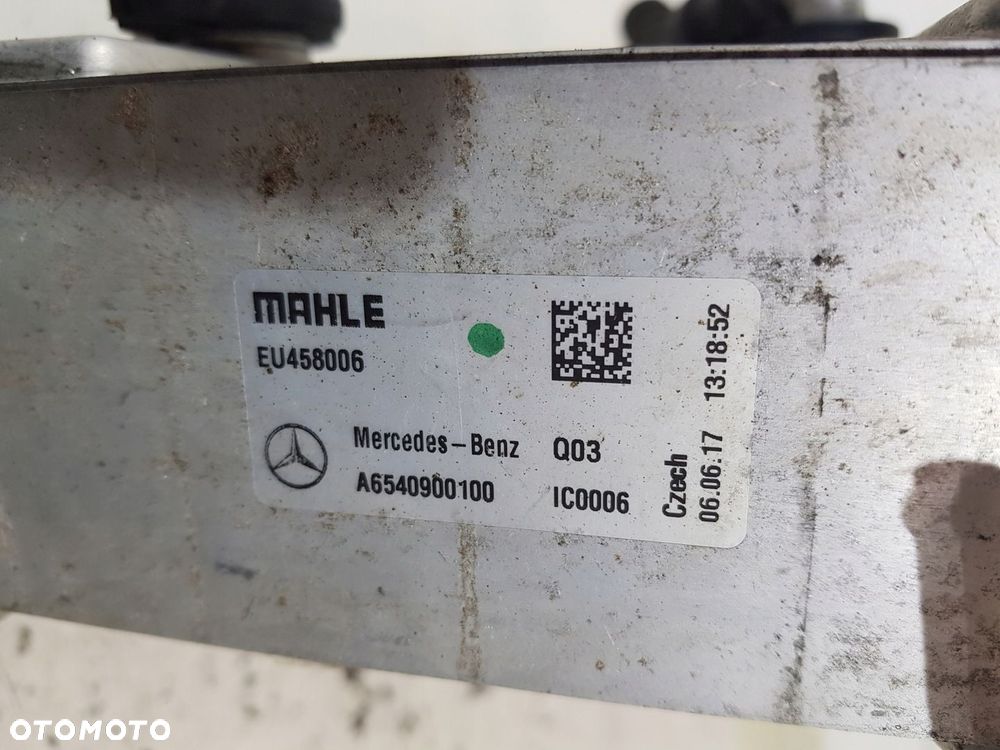 MAHLE
EU458006
Mercedes-Benz Q03
A6540900100 IC0006
Czech
06.06.17 13:18:52
OTOMOTO